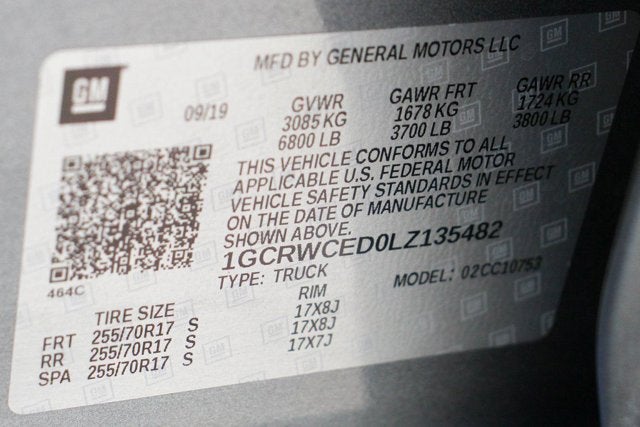 GM
MFD BY GENERAL MOTORS LLC
09/19 GVWR GAWR FRT GAWR RR
3085 KG 1678 KG 1724 KG
6800 LB 3700 LB 3800 LB
THIS VEHICLE CONFORMS TO ALL
APPLICABLE U.S. FEDERAL MOTOR
VEHICLE SAFETY STANDARDS IN EFFECT
ON THE DATE OF MANUFACTURE
SHOWN ABOVE.
1GCRWCED0LZ135482
TYPE: TRUCK MODEL: 02CC10753
464C
TIRE SIZE RIM
FRT 255/70R17 S 17X8J
RR 255/70R17 S 17X8J
SPA 255/70R17 S 17X7J